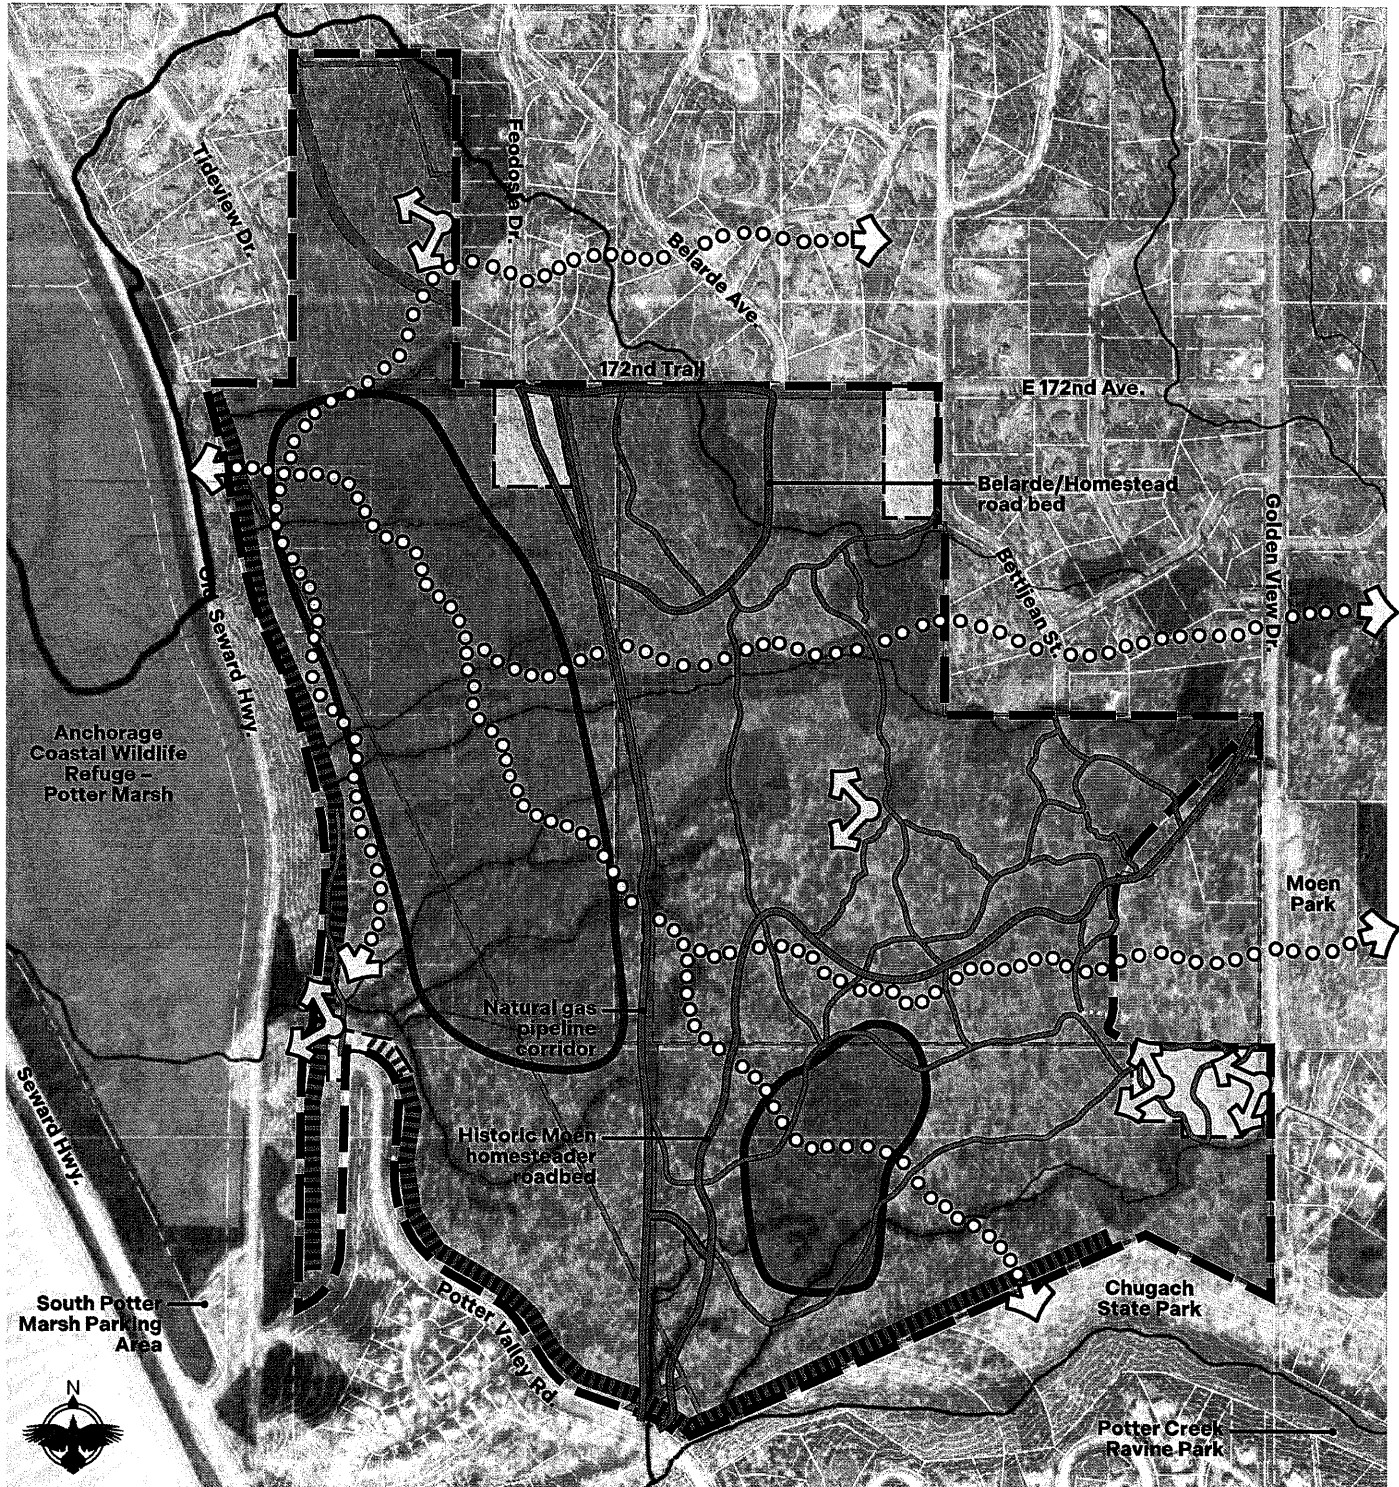 Tideview Dr.
Feodosia Dr.
Belarde Ave.
172nd Trail
E 172nd Ave.
Belarde/Homestead
road bed
Golden View Dr.
Bettijean St.
Old Seward Hwy.
Anchorage
Coastal Wildlife
Refuge –
Potter Marsh
Moen
Park
Natural gas
pipeline
corridor
Seward Hwy.
Historic Moen
homesteader
roadbed
South Potter
Marsh Parking
Area
Potter Valley Rd.
Chugach
State Park
N
Potter Creek
Ravine Park